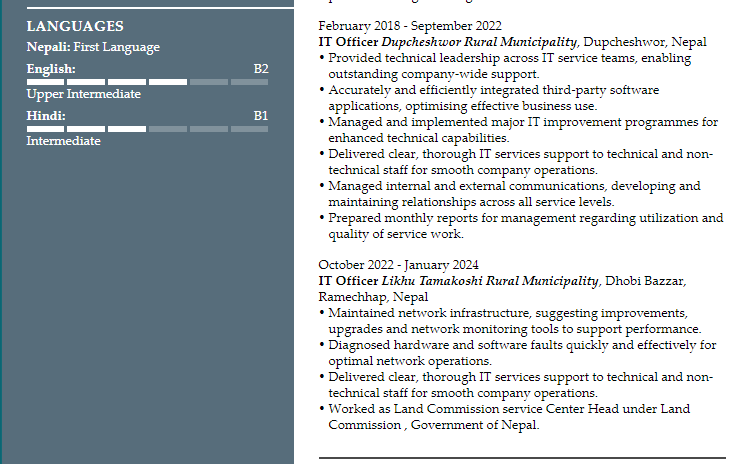 LANGUAGES
Nepali: First Language
English: B2
Upper Intermediate
Hindi: B1
Intermediate
February 2018 - September 2022
IT Officer Dupcheshwor Rural Municipality, Dupcheshwor, Nepal
• Provided technical leadership across IT service teams, enabling
outstanding company-wide support.
• Accurately and efficiently integrated third-party software
applications, optimising effective business use.
• Managed and implemented major IT improvement programmes for
enhanced technical capabilities.
• Delivered clear, thorough IT services support to technical and non-
technical staff for smooth company operations.
• Managed internal and external communications, developing and
maintaining relationships across all service levels.
• Prepared monthly reports for management regarding utilization and
quality of service work.
October 2022 - January 2024
IT Officer Likhu Tamakoshi Rural Municipality, Dhobi Bazzar,
Ramechhap, Nepal
• Maintained network infrastructure, suggesting improvements,
upgrades and network monitoring tools to support performance.
• Diagnosed hardware and software faults quickly and effectively for
optimal network operations.
• Delivered clear, thorough IT services support to technical and non-
technical staff for smooth company operations.
• Worked as Land Commission service Center Head under Land
Commission , Government of Nepal.